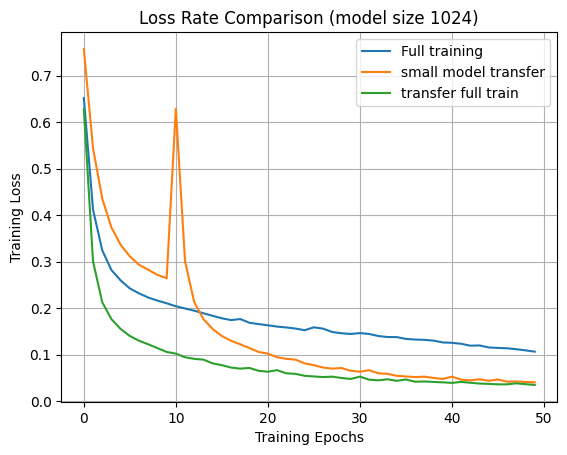 Loss Rate Comparison (model size 1024)
Full training
small model transfer
transfer full train
Training Loss
0.7
0.6
0.5
0.4
0.3
0.2
0.1
0.0
0 10 20 30 40 50
Training Epochs